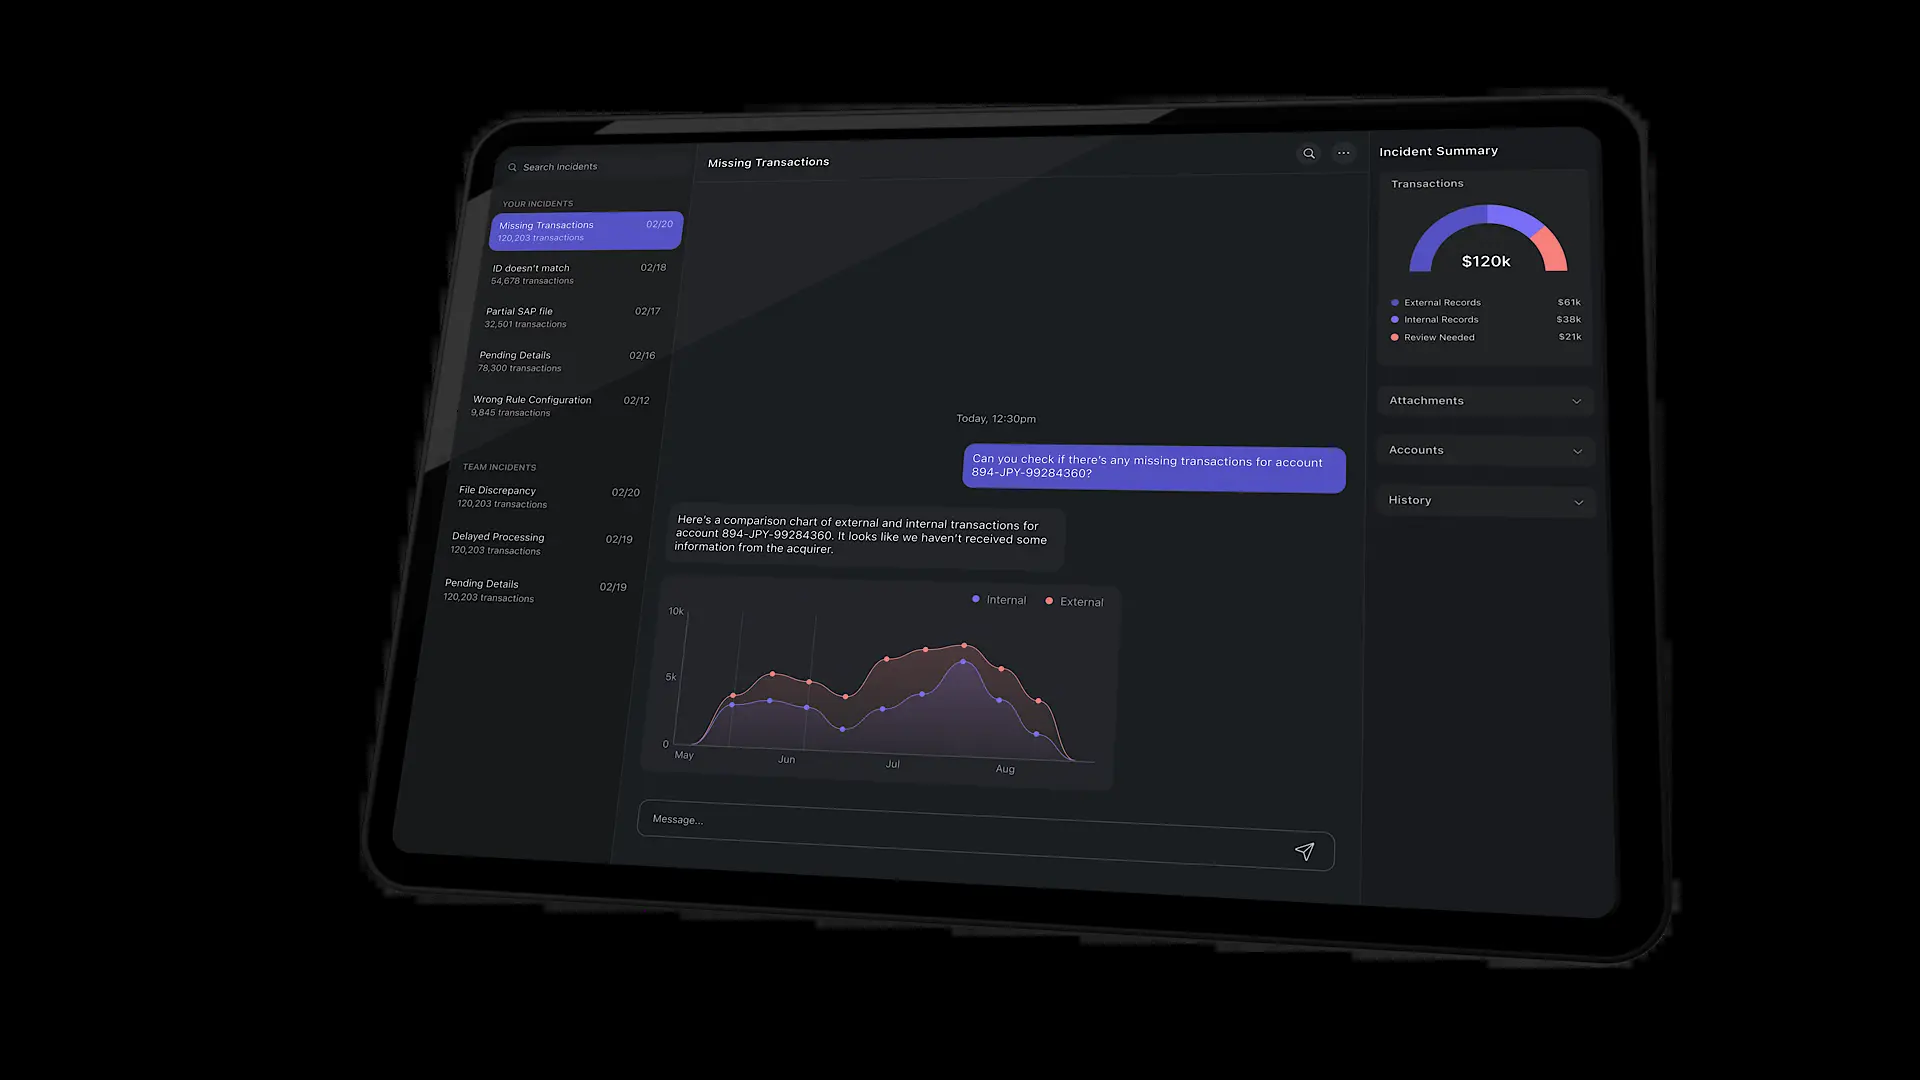 Search Incidents
YOUR INCIDENTS
Missing Transactions 02/20
120,203 transactions
ID doesn't match 02/18
54,678 transactions
Partial SAP file 02/17
32,501 transactions
Pending Details 02/16
78,300 transactions
Wrong Rule Configuration 02/12
9,845 transactions
TEAM INCIDENTS
File Discrepancy 02/20
120,203 transactions
Delayed Processing 02/19
120,203 transactions
Pending Details 02/19
120,203 transactions
Missing Transactions
Today, 12:30pm
Can you check if there's any missing transactions for account
894-JPY-99284360?
Here's a comparison chart of external and internal transactions for
account 894-JPY-99284360. It looks like we haven't received some
information from the acquirer.
Internal External
10k
5k
0
May Jun Jul Aug
Message...
Incident Summary
Transactions
$120k
External Records $61k
Internal Records $38k
Review Needed $21k
Attachments
Accounts
History